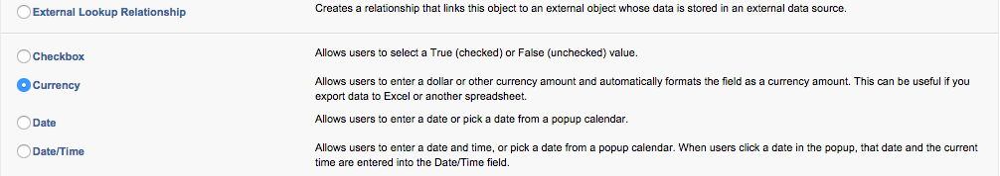 External Lookup Relationship Creates a relationship that links this object to an external object whose data is stored in an external data source.
Checkbox Allows users to select a True (checked) or False (unchecked) value.
Currency Allows users to enter a dollar or other currency amount and automatically formats the field as a currency amount. This can be useful if you
export data to Excel or another spreadsheet.
Date Allows users to enter a date or pick a date from a popup calendar.
Date/Time Allows users to enter a date and time, or pick a date from a popup calendar. When users click a date in the popup, that date and the current
time are entered into the Date/Time field.